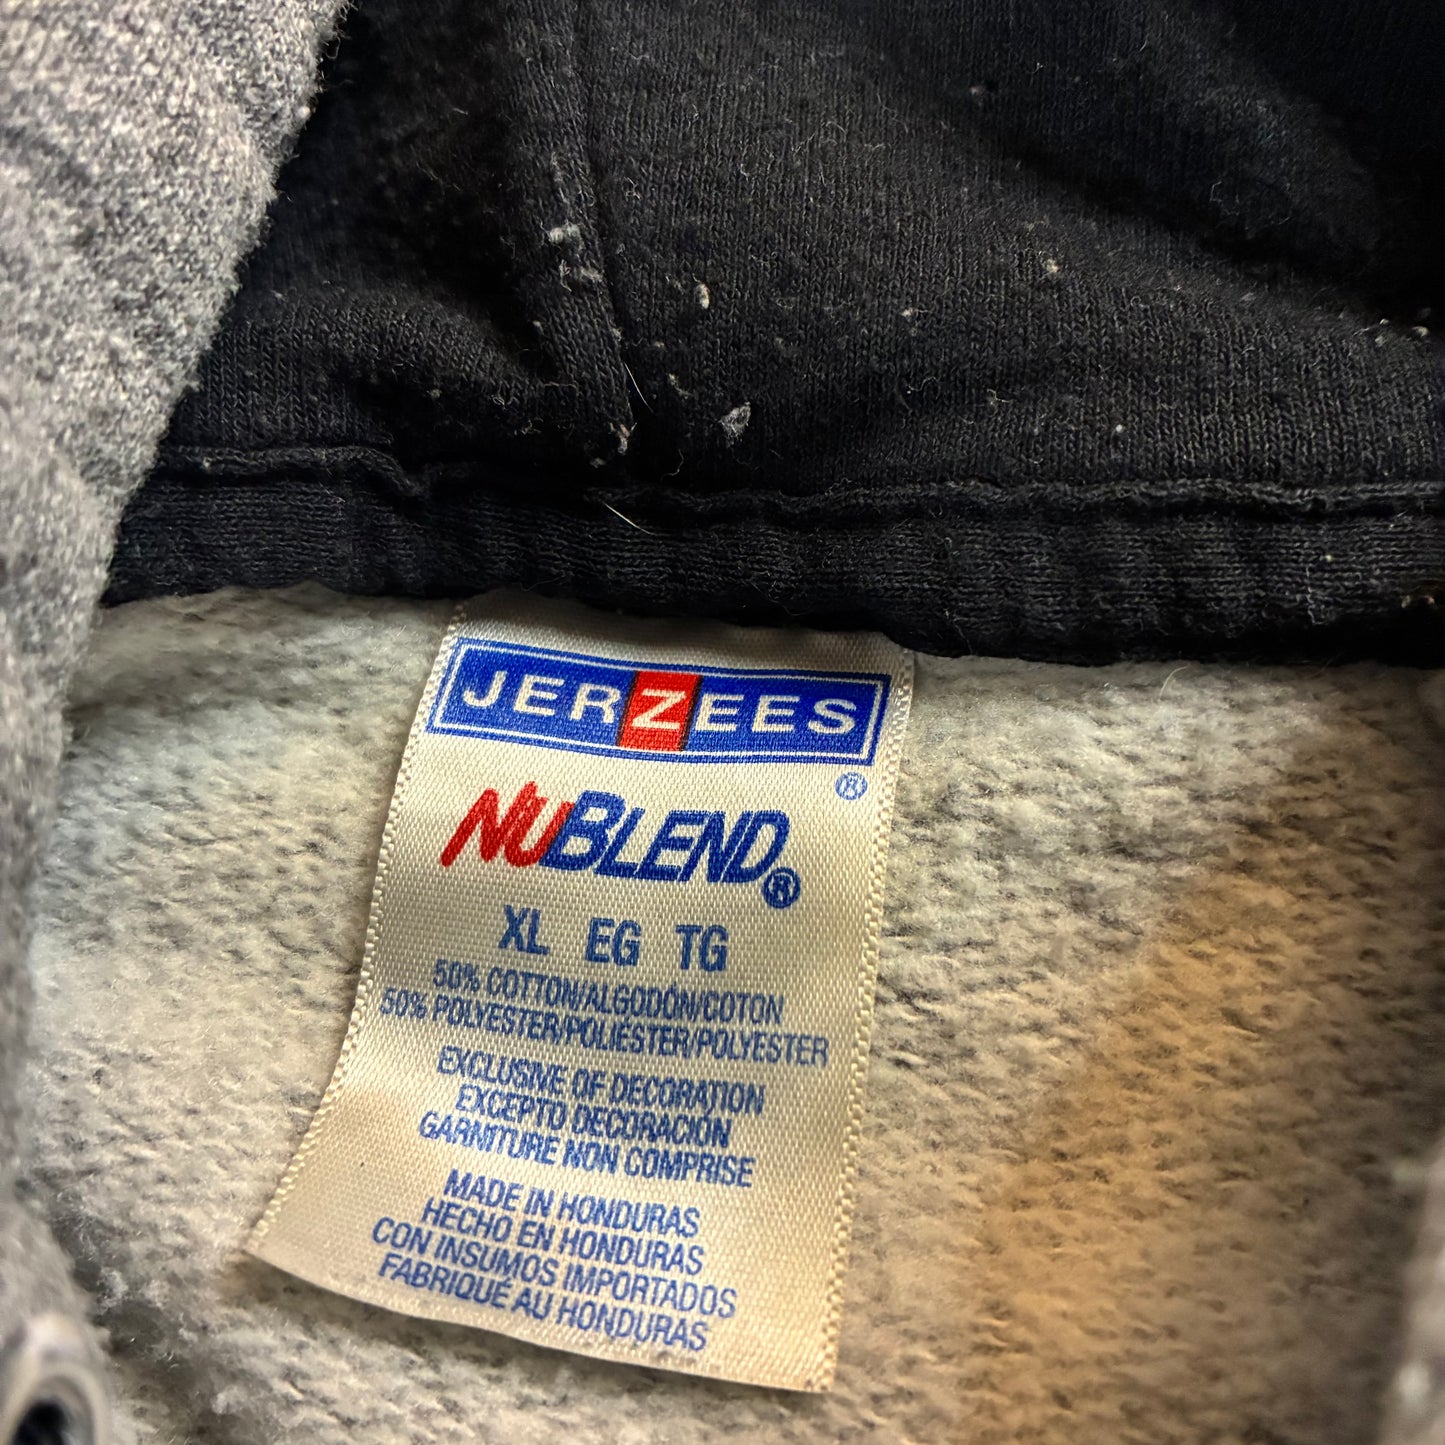 JERZEES
®
NUBLEND®
XL EG TG
50% COTTON/ALGODÓN/COTON
50% POLYESTER/POLIÉSTER/POLYESTER
EXCLUSIVE OF DECORATION
EXCEPTO DECORACION
GARNITURE NON COMPRISE
MADE IN HONDURAS
HECHO EN HONDURAS
CON INSUMOS IMPORTADOS
FABRIQUÉ AU HONDURAS